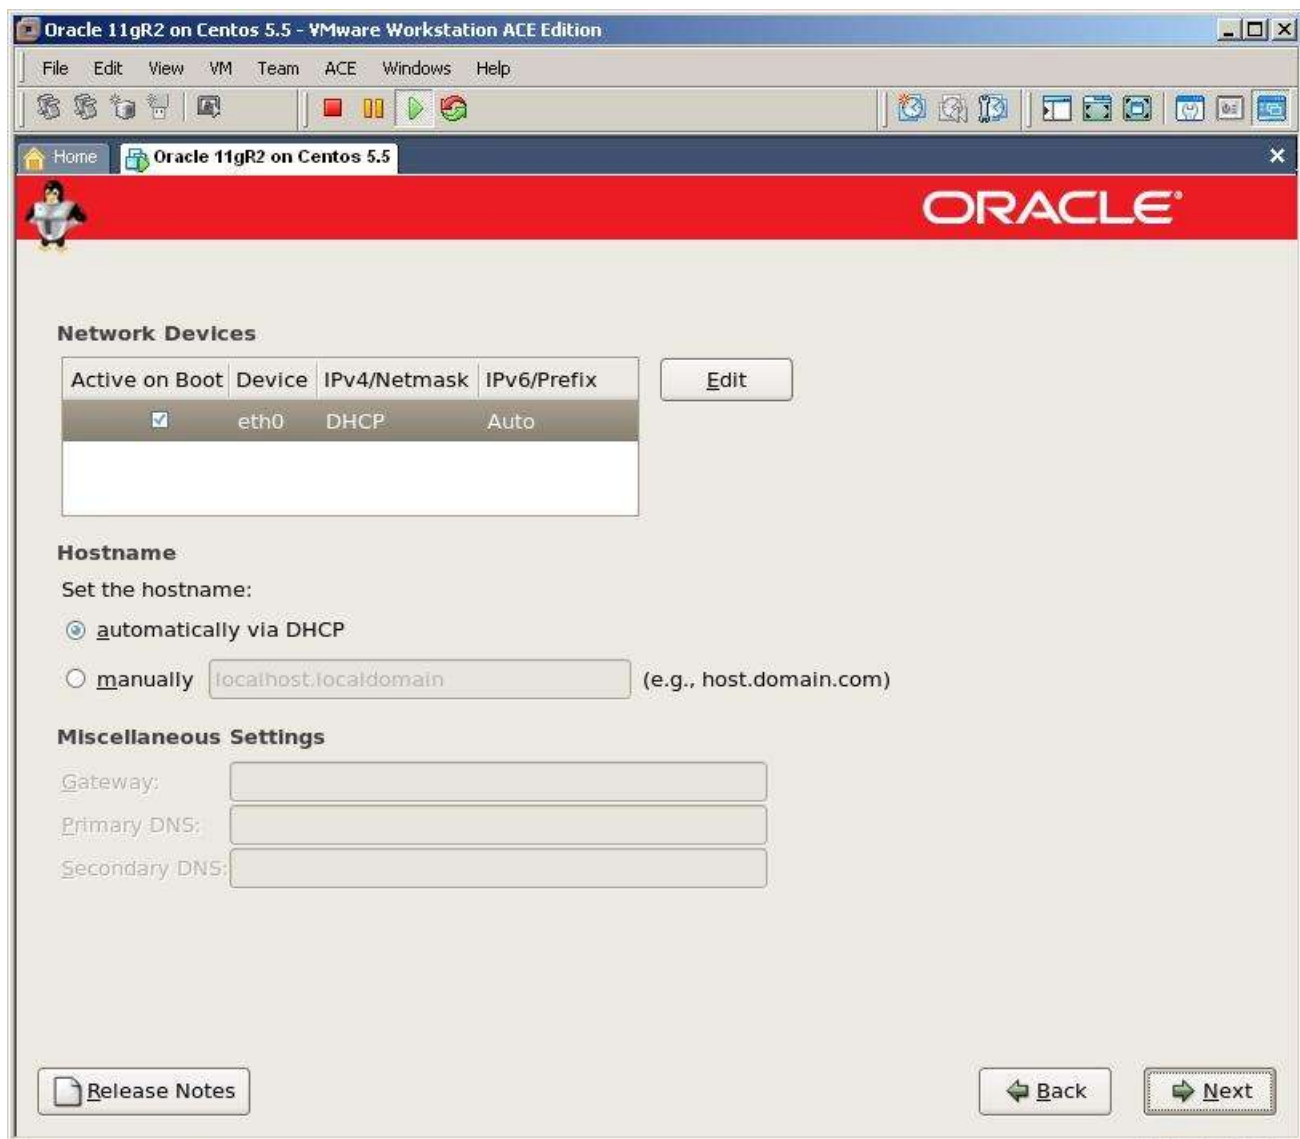 Oracle 11gR2 on Centos 5.5 - VMware Workstation ACE Edition
File Edit View VM Team ACE Windows Help
Home Oracle 11gR2 on Centos 5.5
ORACLE
Network Devices
Active on Boot Device IPv4/Netmask IPv6/Prefix
Edit
eth0 DHCP Auto
Hostname
Set the hostname:
automatically via DHCP
manually localhost.localdomain (e.g., host.domain.com)
Miscellaneous Settings
Gateway:
Primary DNS:
Secondary DNS:
Release Notes Back Next